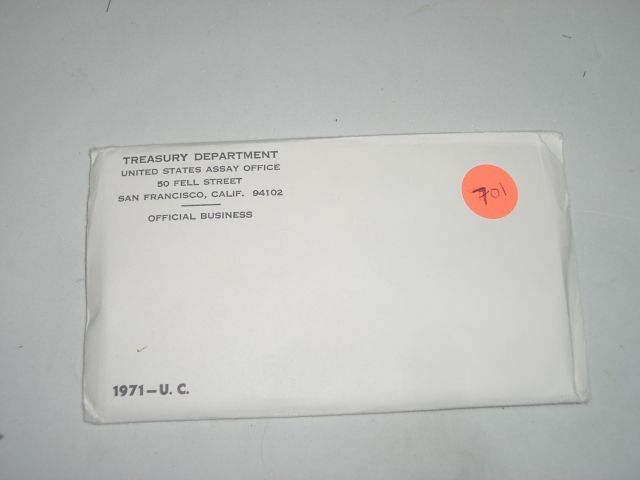 TREASURY DEPARTMENT
UNITED STATES ASSAY OFFICE
50 FELL STREET
SAN FRANCISCO, CALIF. 94102
OFFICIAL BUSINESS
701
1971-U. C.